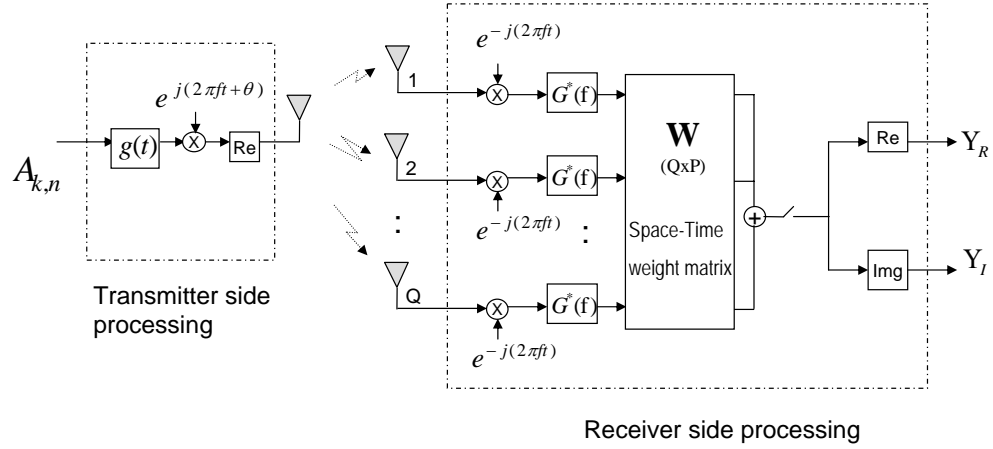 e^{j(2πft+θ)}
A_{k,n}
g(t)
X
Re
Transmitter side
processing
1
2
:
Q
e^{-j(2πft)}
X
G^*(f)
e^{-j(2πft)}
X
G^*(f)
:
e^{-j(2πft)}
X
G^*(f)
W
(QxP)
Space-Time
weight matrix
+
Re
Y_R
Img
Y_I
Receiver side processing